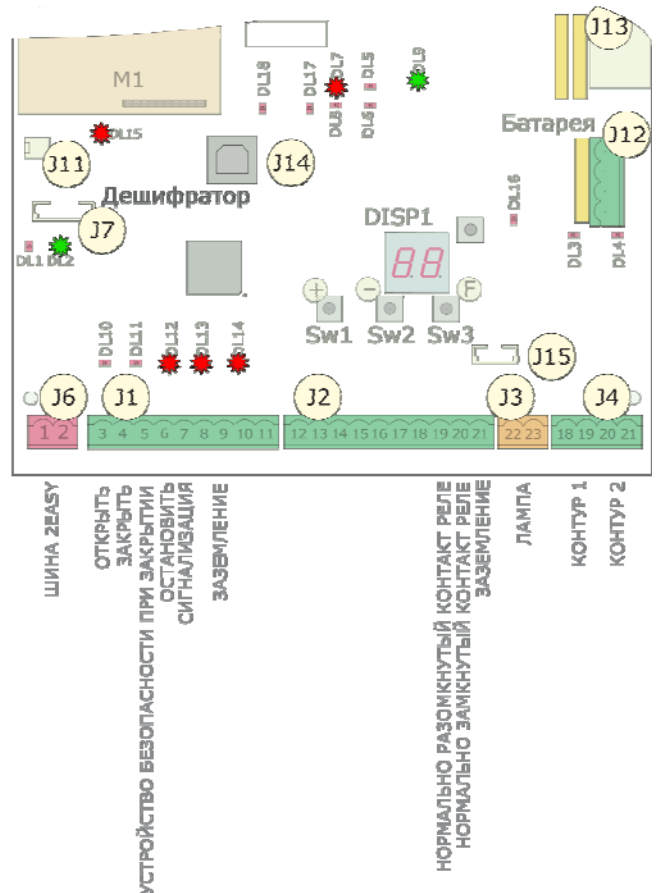 J13
M1
DL18
DL17
DL7
DL8
DL5
DL6
DL9
Батарея
J12
DL15
J11
J14
Дешифратор
J7
DISP1
DL16
88
DL1
DL2
DL3
DL4
+
-
F
Sw1
Sw2
Sw3
DL10
DL11
DL12
DL13
DL14
J15
J6
J1
J2
J3
J4
1 2
3 4 5 6 7 8 9 10 11
12 13 14 15 16 17 18 19 20 21
22 23
18 19 20 21
ШИНА 2EASY
ОТКРЫТЬ
ЗАКРЫТЬ
УСТРОЙСТВО БЕЗОПАСНОСТИ ПРИ ЗАКРЫТИИ
ОСТАНОВИТЬ
СИГНАЛИЗАЦИЯ
ЗАЗЕМЛЕНИЕ
НОРМАЛЬНО РАЗОМКНУТЫЙ КОНТАКТ РЕЛЕ
НОРМАЛЬНО ЗАМКНУТЫЙ КОНТАКТ РЕЛЕ
ЗАЗЕМЛЕНИЕ
ЛАМПА
КОНТУР 1
КОНТУР 2